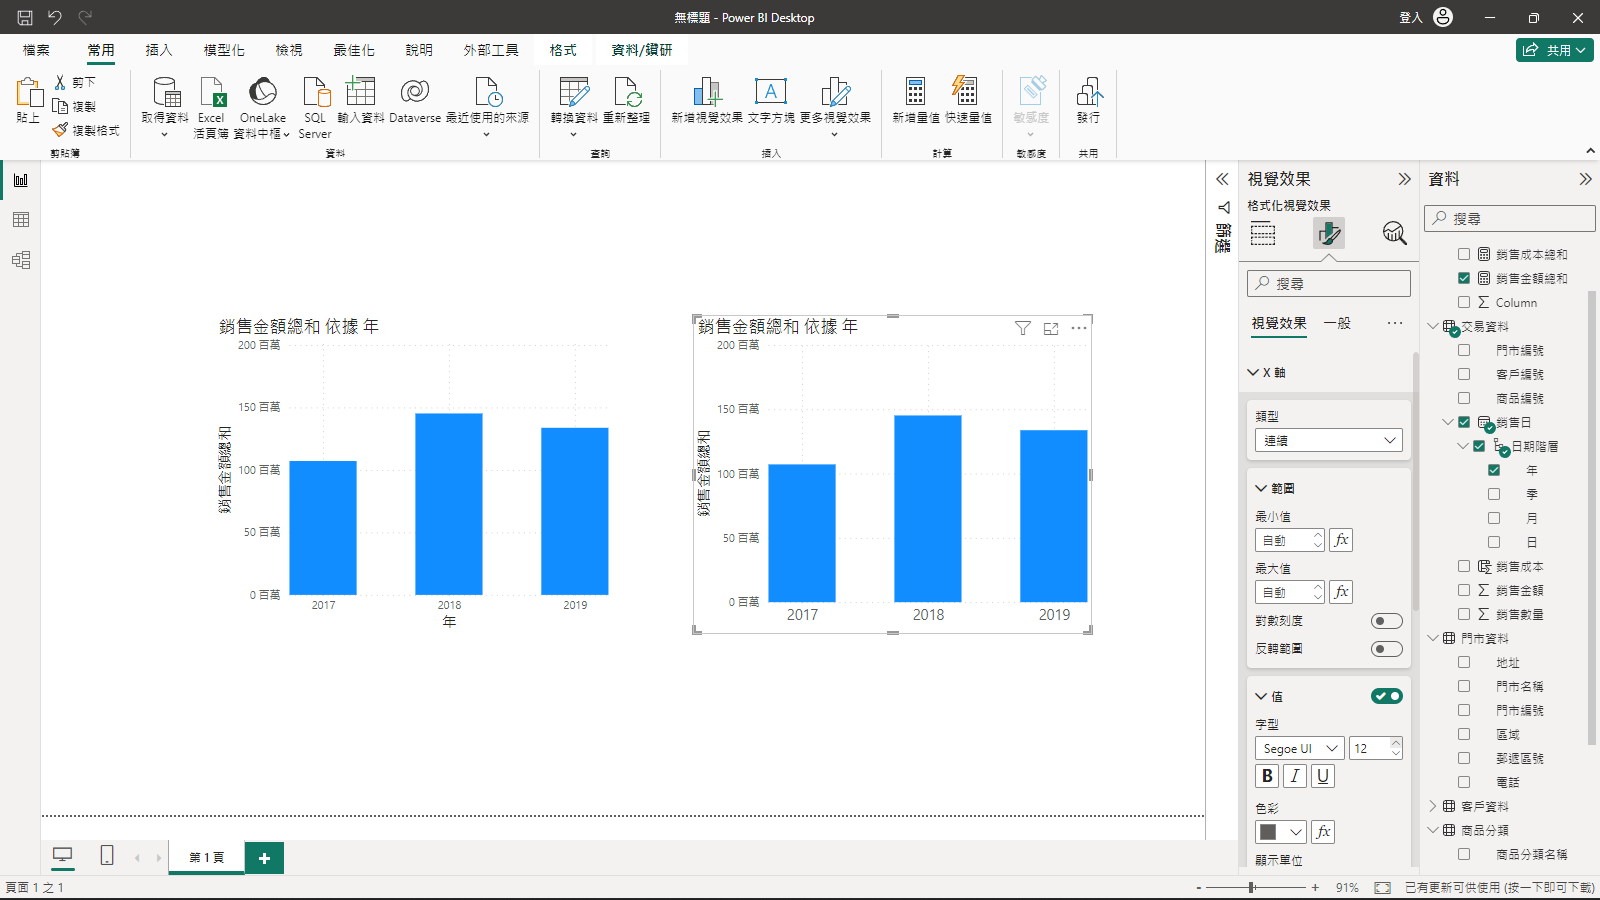 無標題 - Power BI Desktop
登入
檔案 常用 插入 模型化 檢視 最佳化 說明 外部工具 格式 資料/鑽研
共用
貼上
剪下
複製
複製格式
剪貼簿
取得資料
Excel 活頁簿
OneLake 資料中樞
SQL Server
輸入資料
Dataverse
最近使用的來源
資料
轉換資料
重新整理
查詢
新增視覺效果
文字方塊
更多視覺效果
插入
新增量值
快速量值
計算
敏感度
敏感度
發行
共用
銷售金額總和 依據 年
200 百萬
150 百萬
100 百萬
50 百萬
0 百萬
銷售金額總和
2017 2018 2019
年
銷售金額總和 依據 年
200 百萬
150 百萬
100 百萬
50 百萬
0 百萬
銷售金額總和
2017 2018 2019
篩選
視覺效果
格式化視覺效果
搜尋
視覺效果 一般
X 軸
類型
連續
範圍
最小值
自動 fx
最大值
自動 fx
對數刻度
反轉範圍
值
字型
Segoe UI 12
B I U
色彩
fx
顯示單位
資料
搜尋
銷售成本總和
銷售金額總和
Column
交易資料
門市編號
客戶編號
商品編號
銷售日
日期階層
年
季
月
日
銷售成本
銷售金額
銷售數量
門市資料
地址
門市名稱
門市編號
區域
郵遞區號
電話
客戶資料
商品分類
商品分類名稱
第 1 頁
頁面 1 之 1
- + 91%
已有更新可供使用 (按一下即可下載)